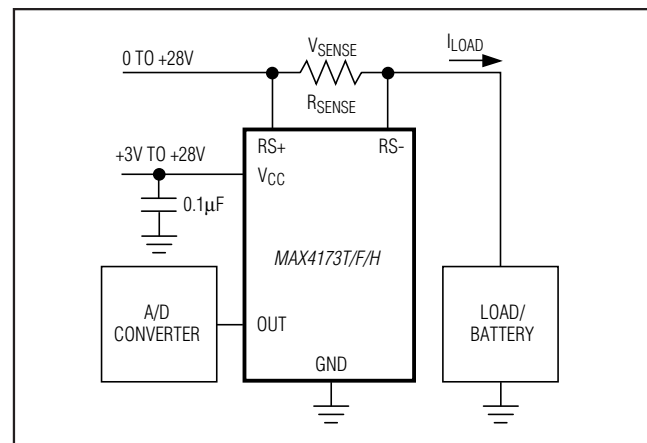 0 TO +28V
VSENSE
ILOAD
RSENSE
RS+
RS-
+3V TO +28V
VCC
0.1μF
MAX4173T/F/H
A/D
CONVERTER
OUT
LOAD/
BATTERY
GND